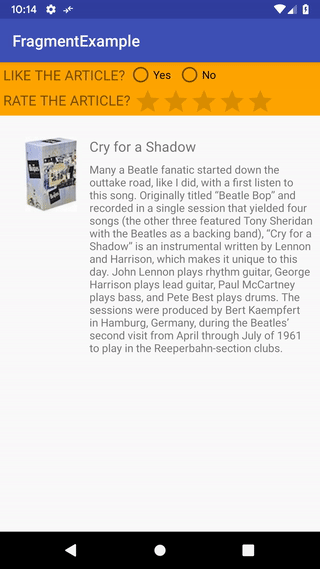 10:14
FragmentExample
LIKE THE ARTICLE? Yes No
RATE THE ARTICLE?
Cry for a Shadow
Many a Beatle fanatic started down the
outtake road, like I did, with a first listen to
this song. Originally titled “Beatle Bop” and
recorded in a single session that yielded four
songs (the other three featured Tony Sheridan
with the Beatles as a backing band), “Cry for a
Shadow” is an instrumental written by Lennon
and Harrison, which makes it unique to this
day. John Lennon plays rhythm guitar, George
Harrison plays lead guitar, Paul McCartney
plays bass, and Pete Best plays drums. The
sessions were produced by Bert Kaempfert
in Hamburg, Germany, during the Beatles’
second visit from April through July of 1961
to play in the Reeperbahn-section clubs.